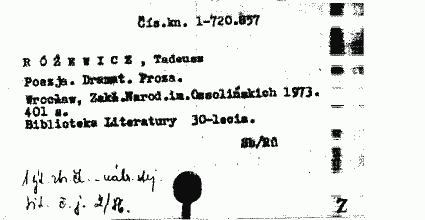 Čís.kn. 1-720.857
RÓŻEWICZ, Tadeusz
Poezja. Dramat. Proza.
Wrocław, Zakł.Narod.im.Ossolińskich 1973.
401 s.
Biblioteka Literatury 30-lecia.
Sb/Rů
Z